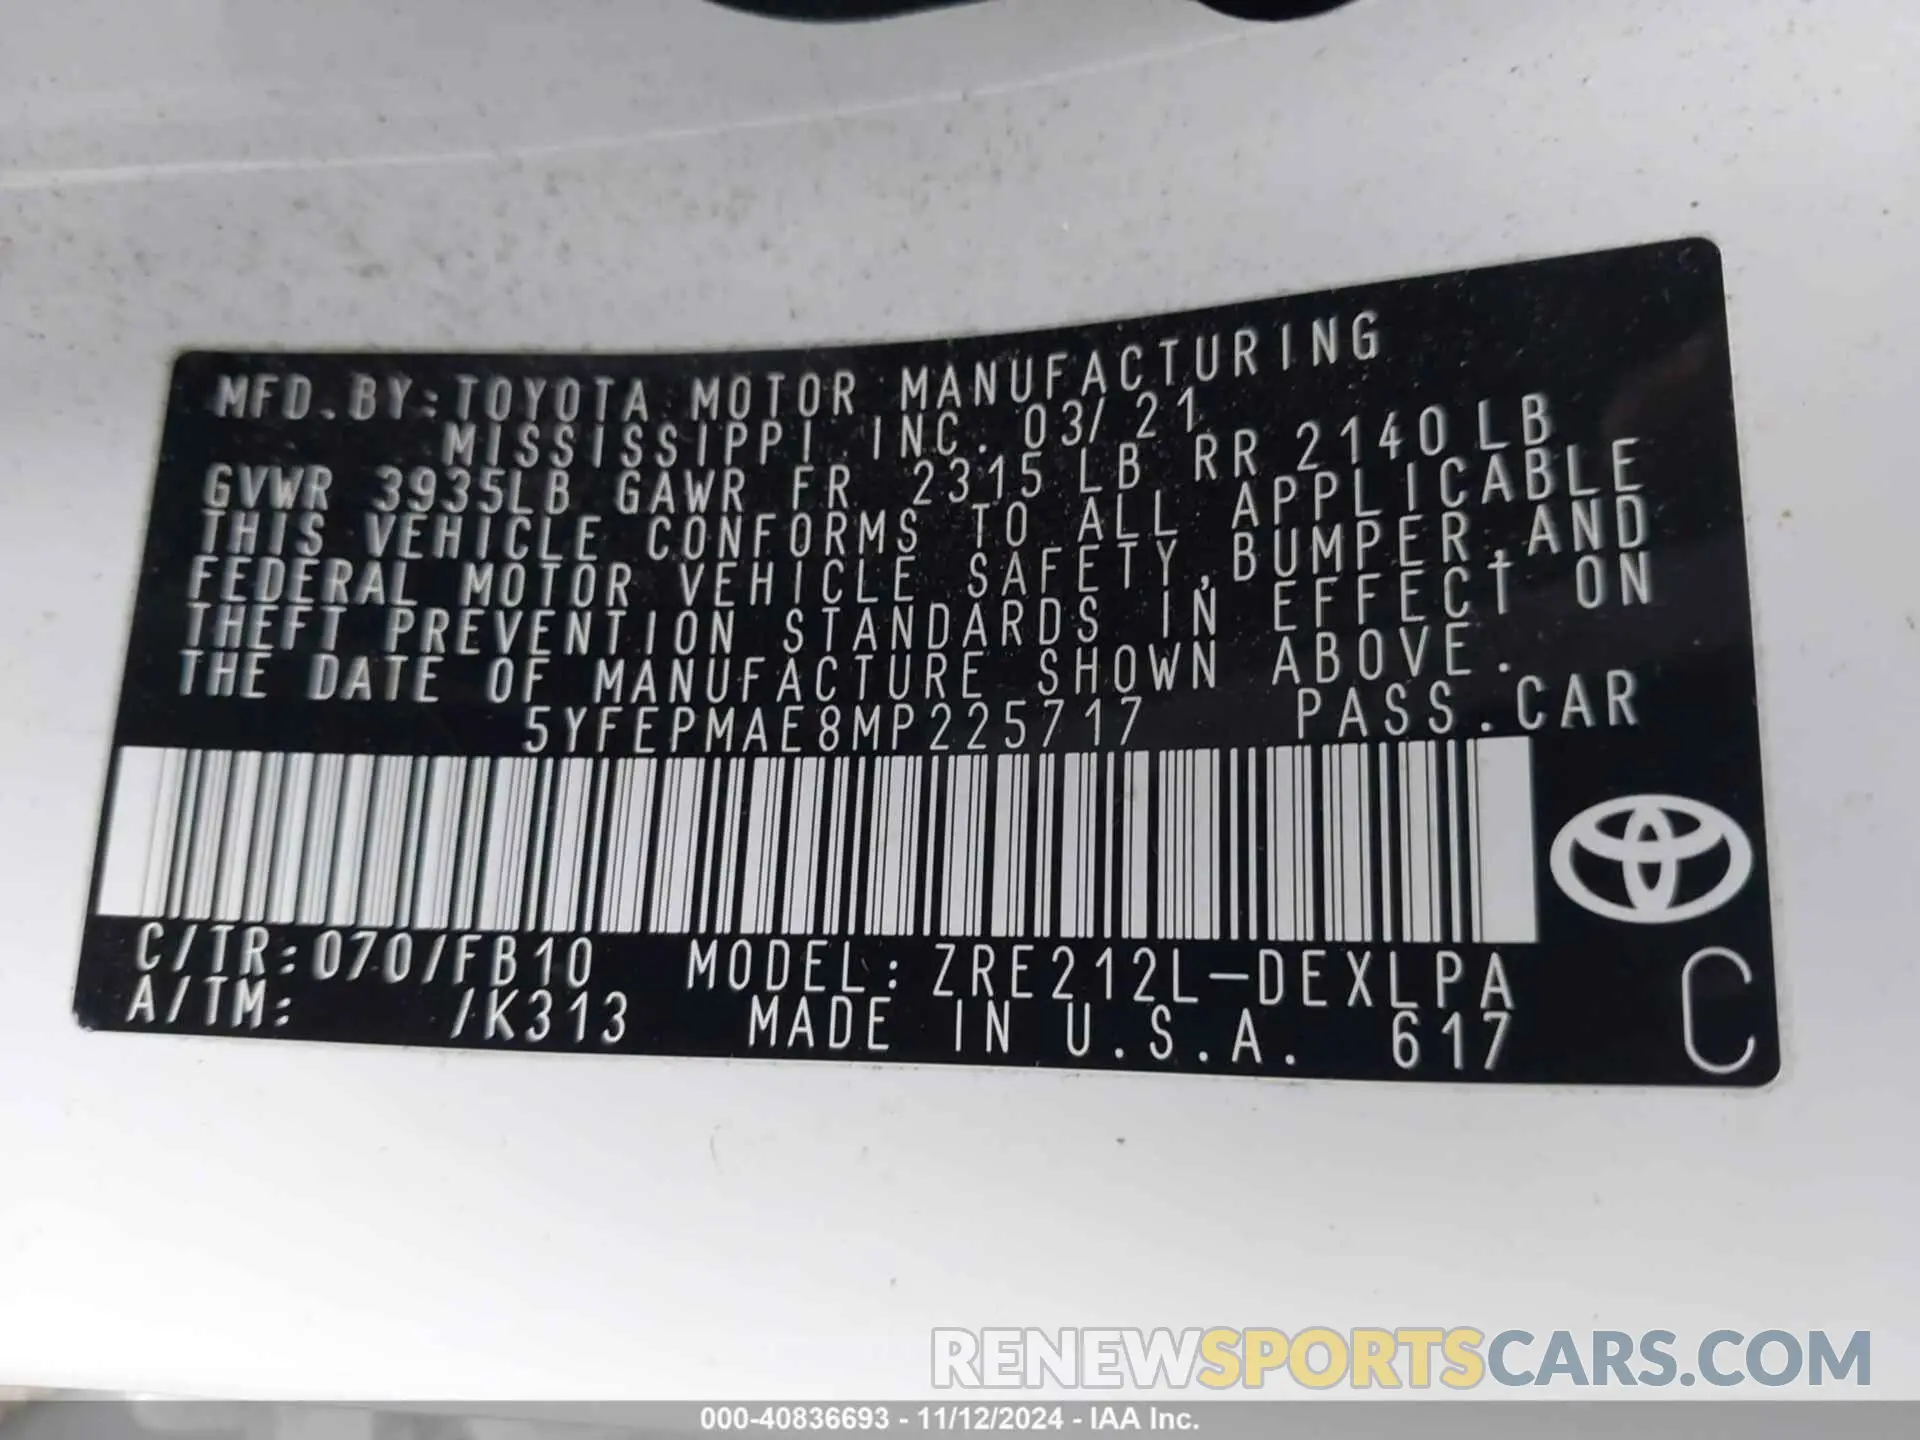 MFD.BY:TOYOTA MOTOR MANUFACTURING
MISSISSIPPI INC. 03/21
GVWR 3935LB GAWR FR 2315 LB RR 2140LB
THIS VEHICLE CONFORMS TO ALL APPLICABLE
FEDERAL MOTOR VEHICLE SAFETY,BUMPER,AND
THEFT PREVENTION STANDARDS IN EFFECT ON
THE DATE OF MANUFACTURE SHOWN ABOVE.
5YFEPMAE8MP225717 PASS.CAR
C/TR:070/FB10 MODEL:ZRE212L-DEXLPA
A/TM: /K313 MADE IN U.S.A. 617
C
RENEWSPORTSCARS.COM
000-40836693 - 11/12/2024 - IAA Inc.